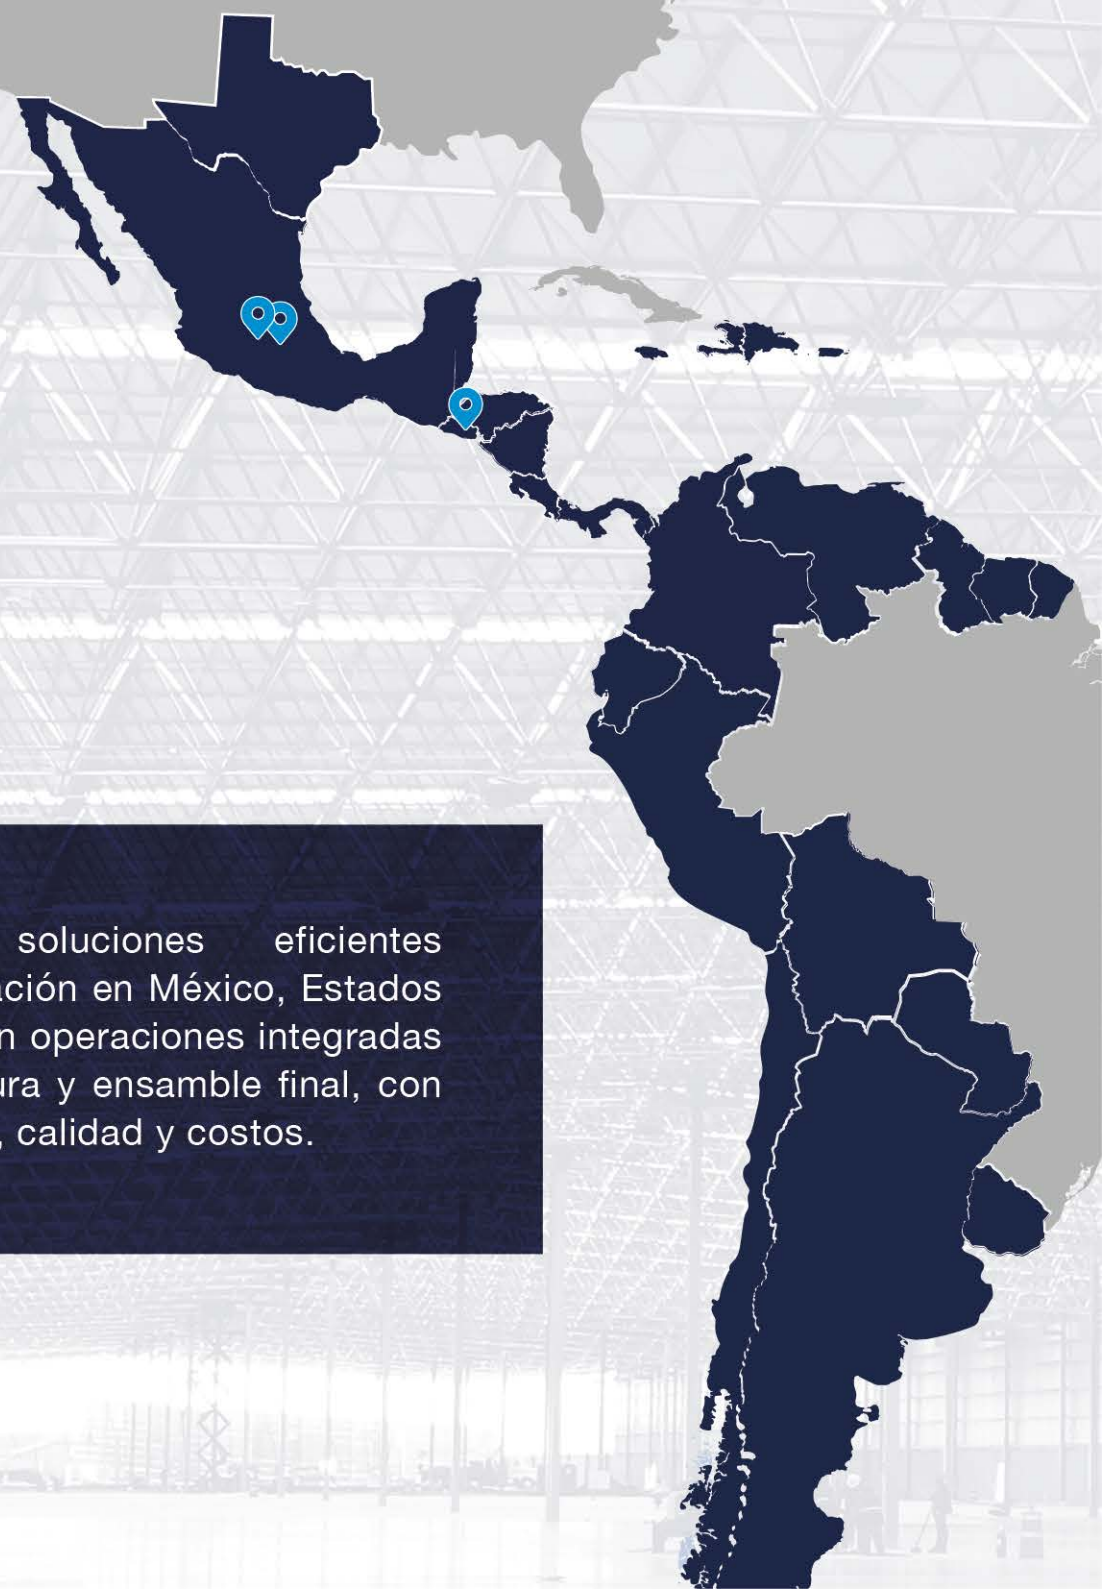 soluciones eficientes
ación en México, Estados
n operaciones integradas
ura y ensamble final, con
, calidad y costos.